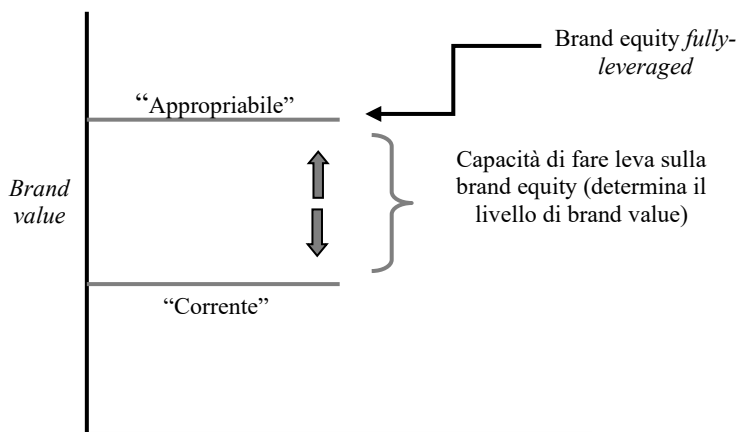 Brand equity fully-
leveraged
“Appropriabile”
Capacità di fare leva sulla
brand equity (determina il
livello di brand value)
Brand
value
“Corrente”